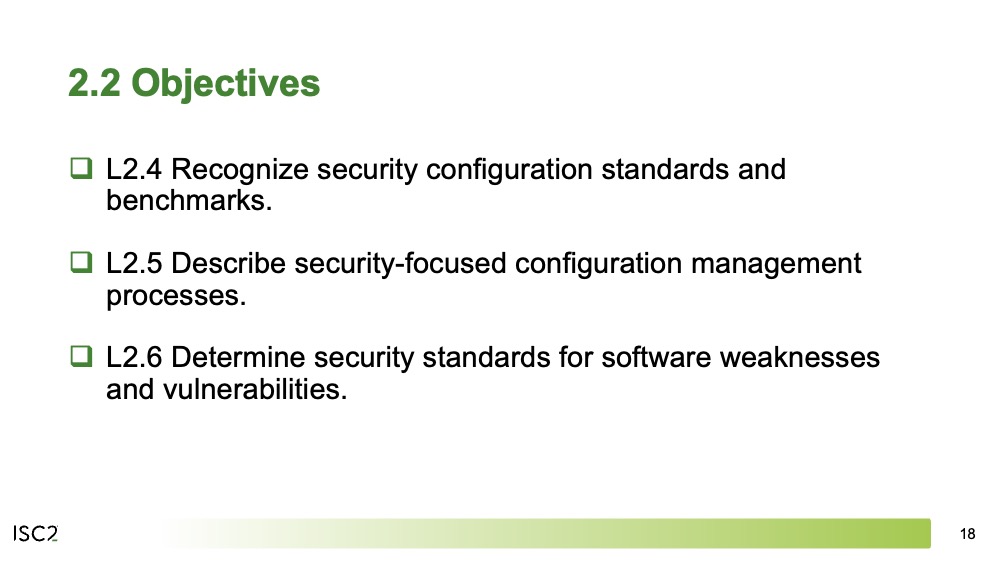 2.2 Objectives
L2.4 Recognize security configuration standards and
benchmarks.
L2.5 Describe security-focused configuration management
processes.
L2.6 Determine security standards for software weaknesses
and vulnerabilities.
ISC2
18